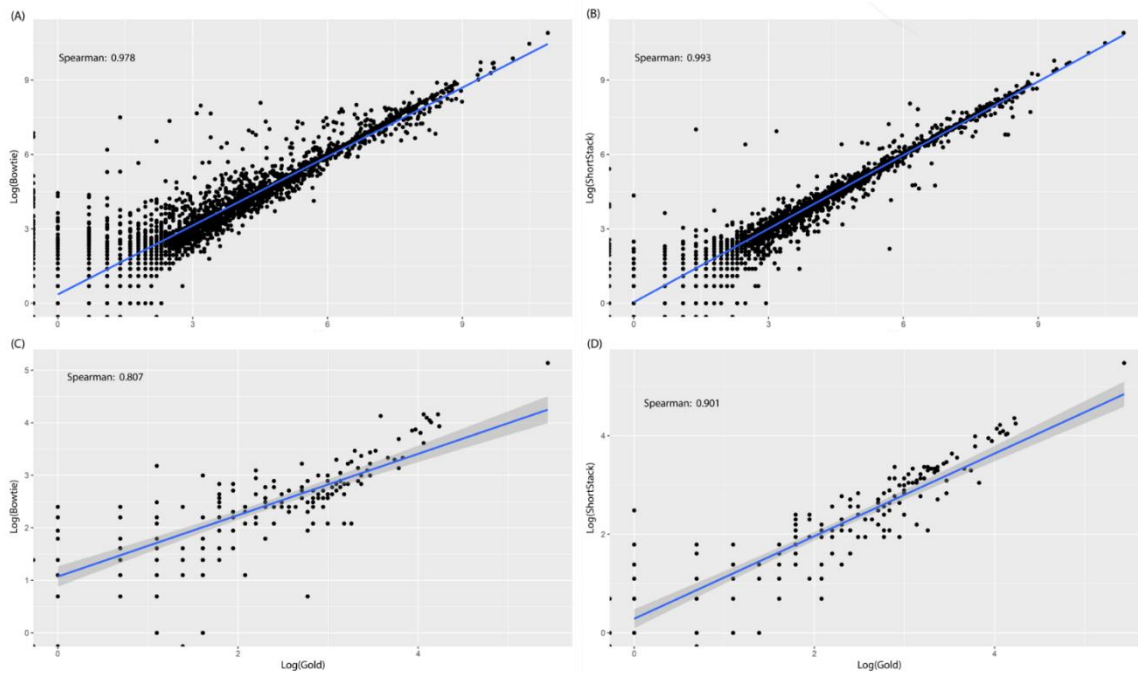 (A)
Spearman: 0.978
Log(Bowtie)
9
6
3
0
0
3
6
9
(B)
Spearman: 0.993
Log(ShortStack)
9
6
3
0
0
3
6
9
(C)
Spearman: 0.807
Log(Bowtie)
5
4
3
2
1
0
0
2
4
Log(Gold)
(D)
Spearman: 0.901
Log(ShortStack)
4
2
0
0
2
4
Log(Gold)